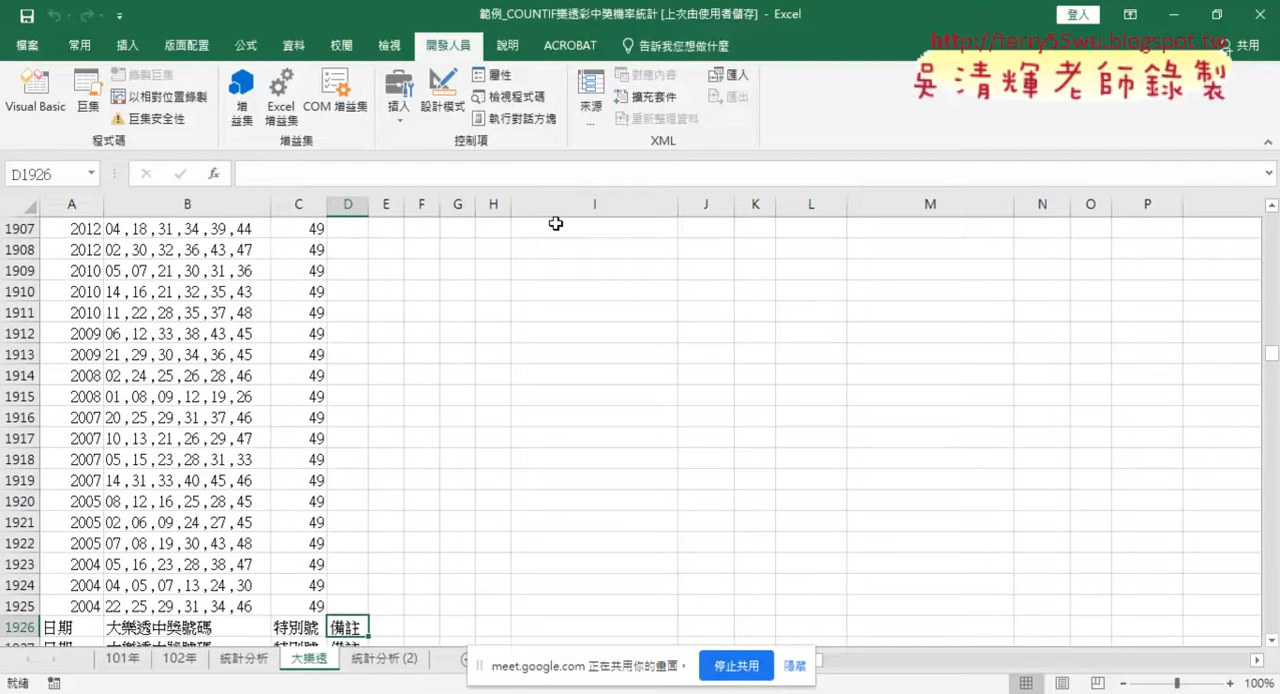 範例_COUNTIF樂透彩中獎機率統計 [上次由使用者儲存] - Excel
登入
檔案 常用 插入 版面配置 公式 資料 校閱 檢視 開發人員 說明 ACROBAT 告訴我您想做什麼 共用
http://terry55wu.blogspot.tw
吳清輝老師錄製
Visual Basic 巨集 錄製巨集 以相對位置錄製 巨集安全性 程式碼
增益集 Excel 增益集 COM 增益集 增益集
插入 設計模式 屬性 檢視程式碼 執行對話方塊 控制項
來源... 對應內容 擴充套件 重新整理資料 匯入 匯出 XML
D1926 fx
A B C D E F G H I J K L M N O P
1907 2012 04,18,31,34,39,44 49
1908 2012 02,30,32,36,43,47 49
1909 2010 05,07,21,30,31,36 49
1910 2010 14,16,21,32,35,43 49
1911 2010 11,22,28,35,37,48 49
1912 2009 06,12,33,38,43,45 49
1913 2009 21,29,30,34,36,45 49
1914 2008 02,24,25,26,28,46 49
1915 2008 01,08,09,12,19,26 49
1916 2007 20,25,29,31,37,46 49
1917 2007 10,13,21,26,29,47 49
1918 2007 05,15,23,28,31,33 49
1919 2007 14,31,33,40,45,46 49
1920 2005 08,12,16,25,28,45 49
1921 2005 02,06,09,24,27,45 49
1922 2005 07,08,19,30,43,48 49
1923 2004 05,16,23,28,38,47 49
1924 2004 04,05,07,13,24,30 49
1925 2004 22,25,29,31,34,46 49
1926 日期 大樂透中獎號碼 特別號 備註
101年 102年 統計分析 大樂透 統計分析 (2)
meet.google.com 正在共用你的畫面。 停止共用 隱藏
就緒 100%